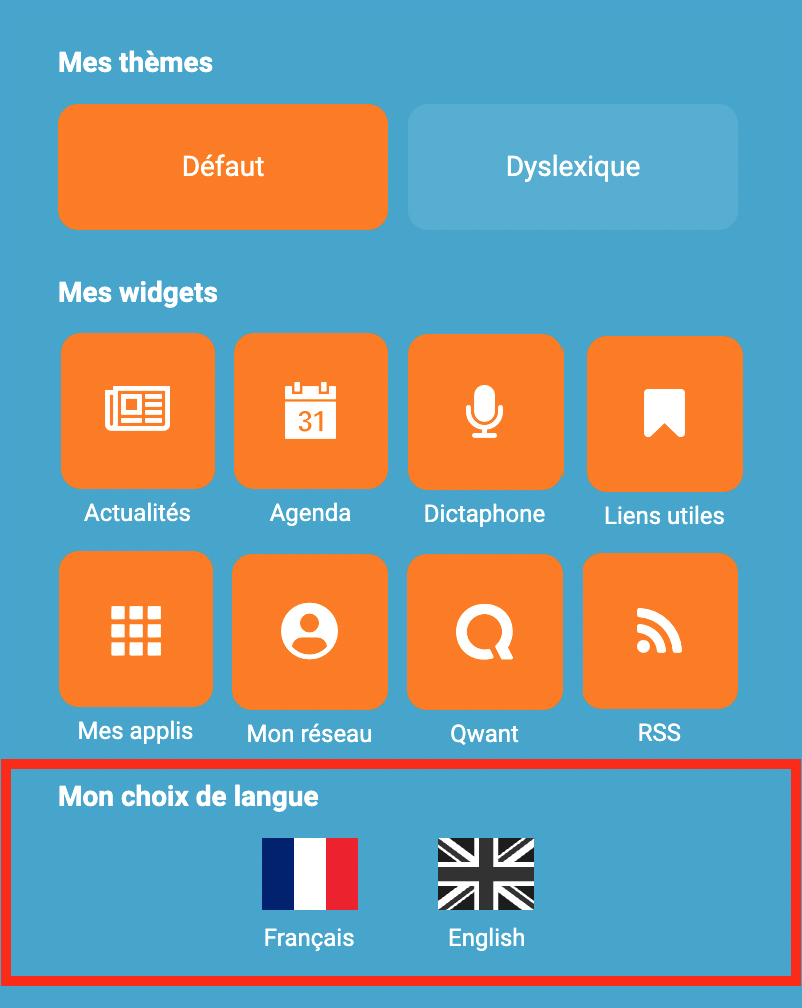 Mes thèmes
Défaut
Dyslexique
Mes widgets
31
Actualités
Agenda
Dictaphone
Liens utiles
Mes applis
Mon réseau
Qwant
RSS
Mon choix de langue
Français
English